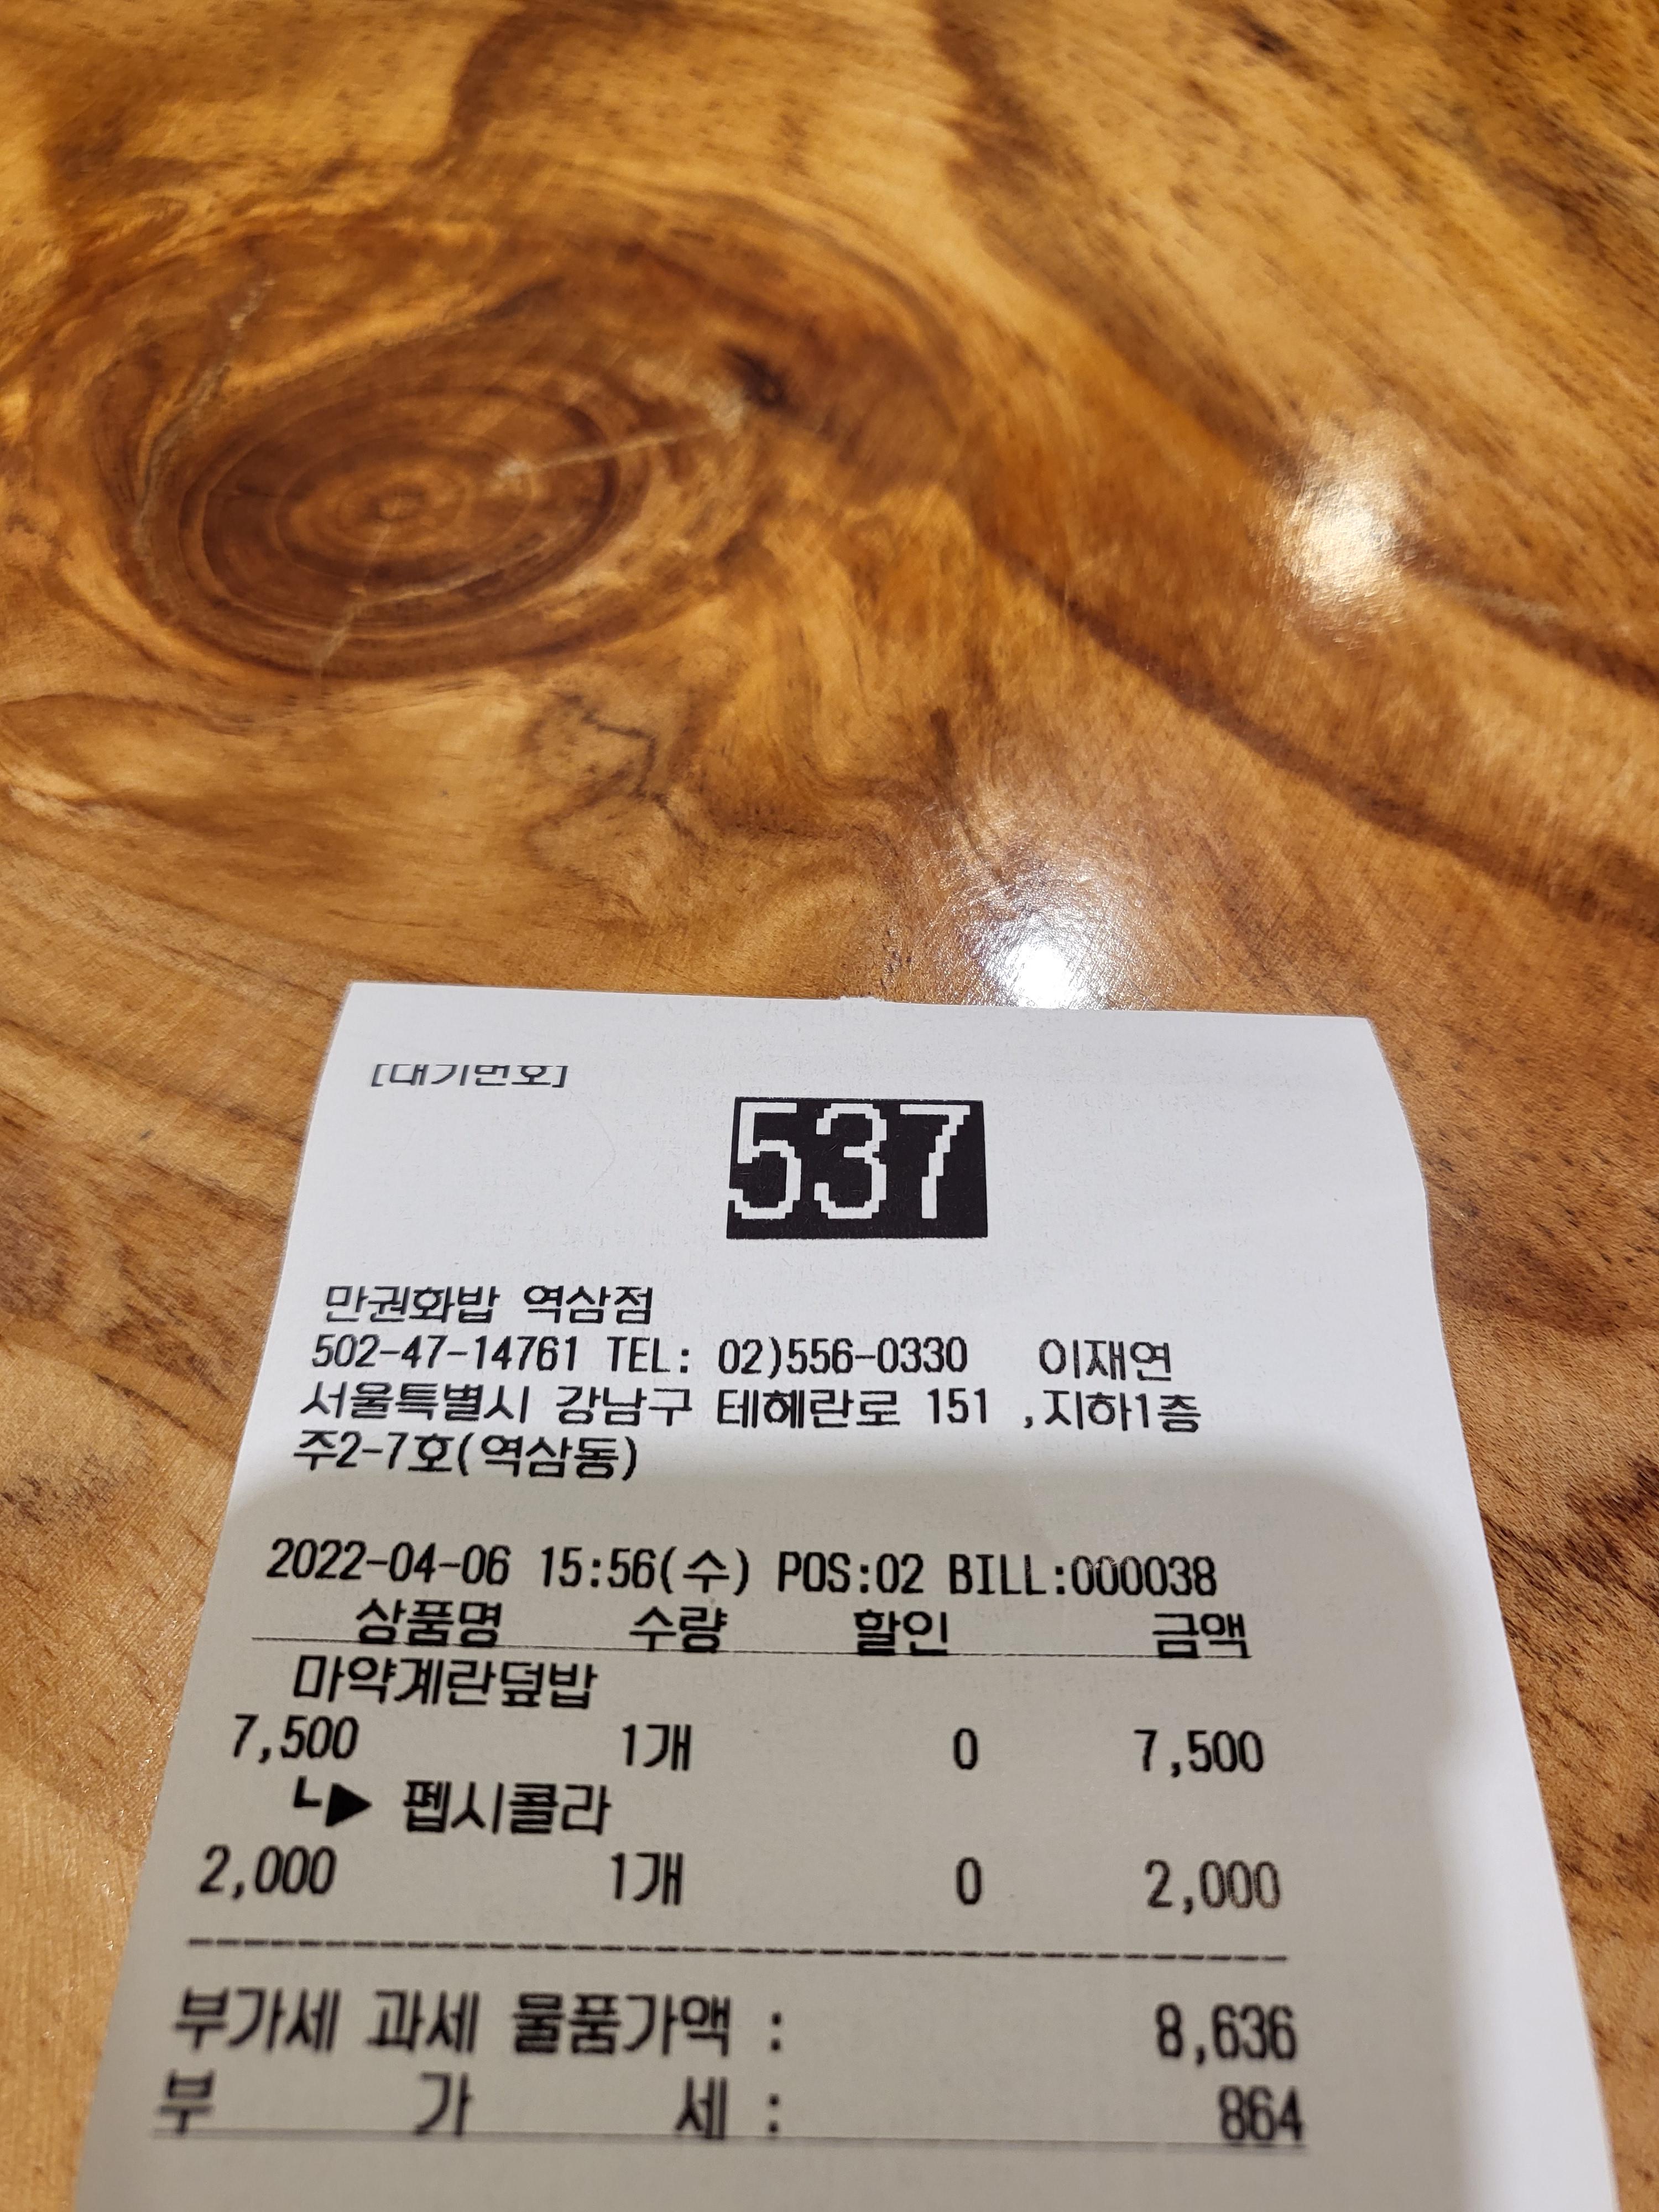 [대기번호]
537
만권화밥 역삼점
502-47-14761 TEL: 02)556-0330 이재연
서울특별시 강남구 테헤란로 151 ,지하1층
주2-7호(역삼동)
2022-04-06 15:56(수) POS:02 BILL:000038
상품명 수량 할인 금액
마약계란덮밥
7,500 1개 0 7,500
┗▶ 펩시콜라
2,000 1개 0 2,000
부가세 과세 물품가액 : 8,636
부 가 세 : 864